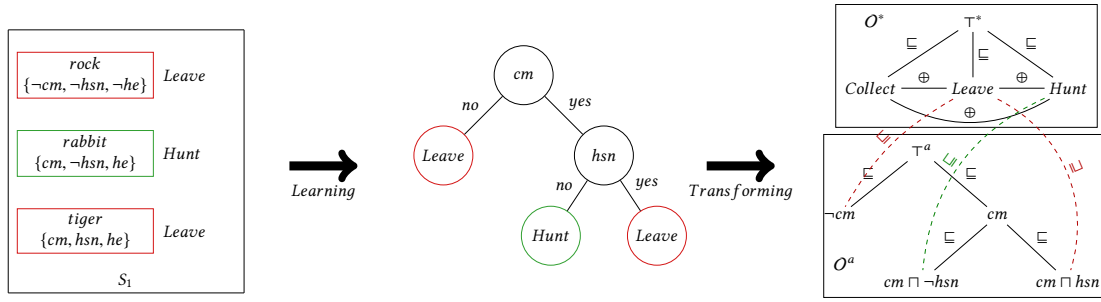 rock
{¬cm, ¬hsn, ¬he}
Leave
rabbit
{cm, ¬hsn, he}
Hunt
tiger
{cm, hsn, he}
Leave
S₁
Learning
cm
no
yes
Leave
hsn
no
yes
Hunt
Leave
Transforming
𝒪*
⊤*
⊑
⊑
⊑
Collect
⊕
Leave
⊕
Hunt
⊕
⊑
⊑
⊑
⊤ᵃ
⊑
⊑
¬cm
cm
⊑
⊑
𝒪ᵃ
cm ⊓ ¬hsn
cm ⊓ hsn